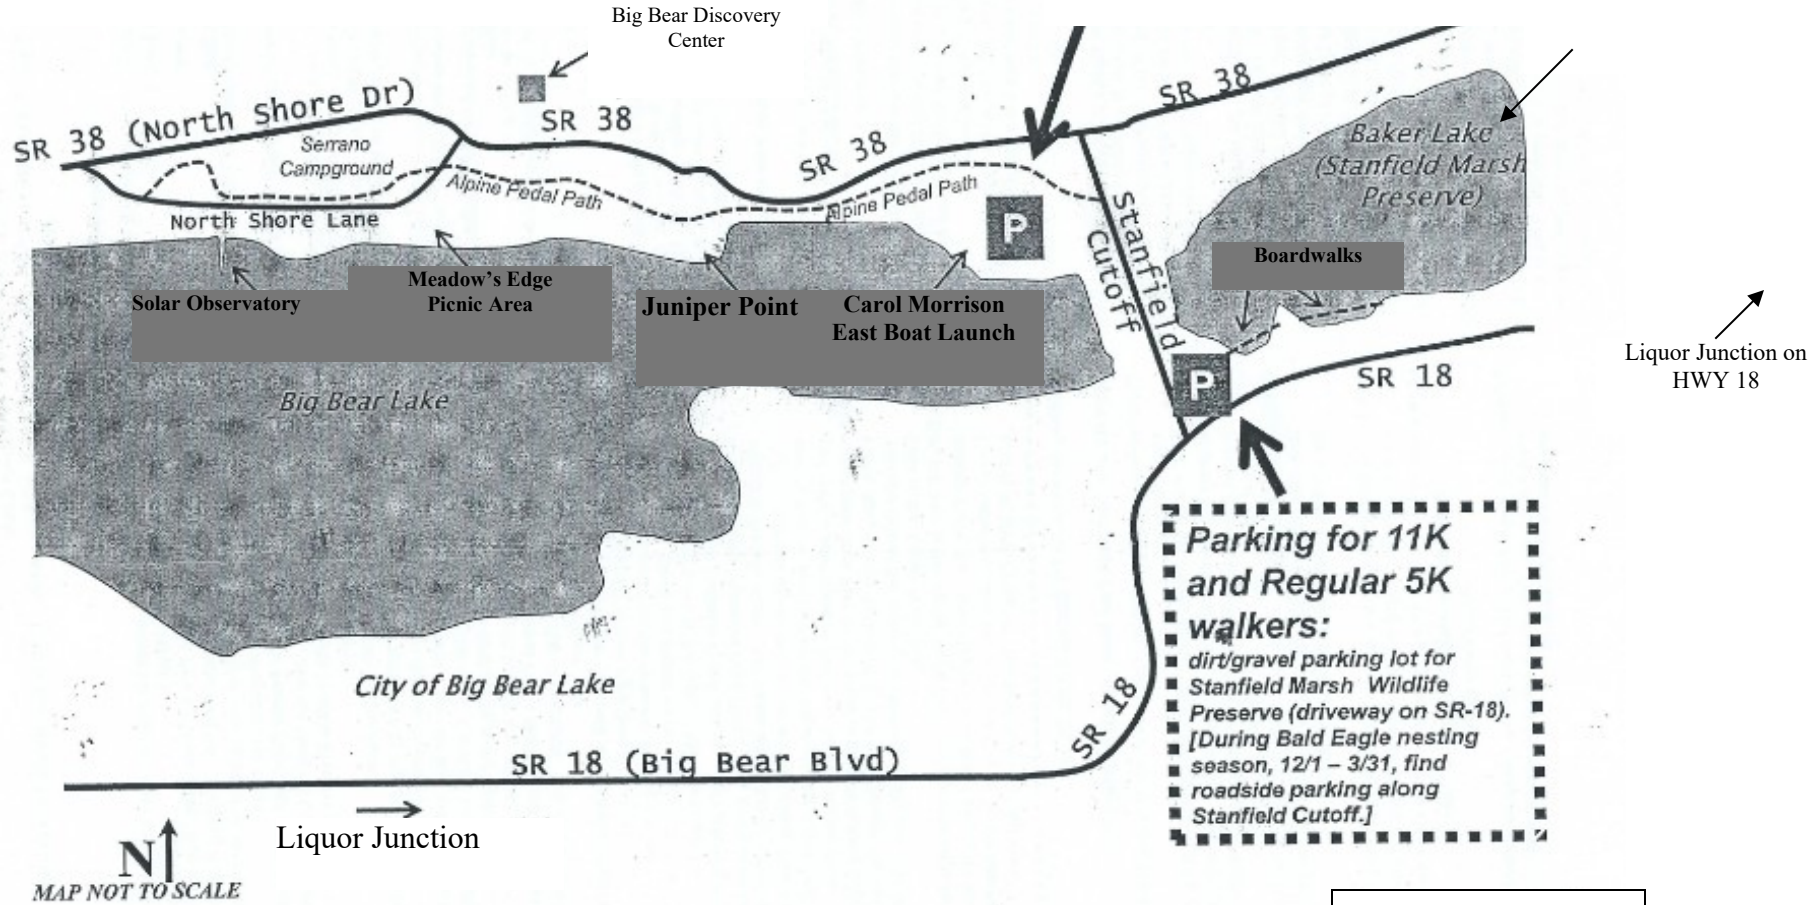 Big Bear Discovery
Center
SR 38 (North Shore Dr)
SR 38
SR 38
SR 38
Serrano
Campground
Alpine Pedal Path
Alpine Pedal Path
North Shore Lane
P
Stanfield
Cutoff
Baker Lake
(Stanfield Marsh
Preserve)
Boardwalks
Solar Observatory
Meadow’s Edge
Picnic Area
Juniper Point
Carol Morrison
East Boat Launch
Big Bear Lake
P
SR 18
Liquor Junction on
HWY 18
Parking for 11K
and Regular 5K
walkers:
dirt/gravel parking lot for
Stanfield Marsh Wildlife
Preserve (driveway on SR-18).
[During Bald Eagle nesting
season, 12/1 – 3/31, find
roadside parking along
Stanfield Cutoff.]
City of Big Bear Lake
SR 18
SR 18 (Big Bear Blvd)
Liquor Junction
N
MAP NOT TO SCALE